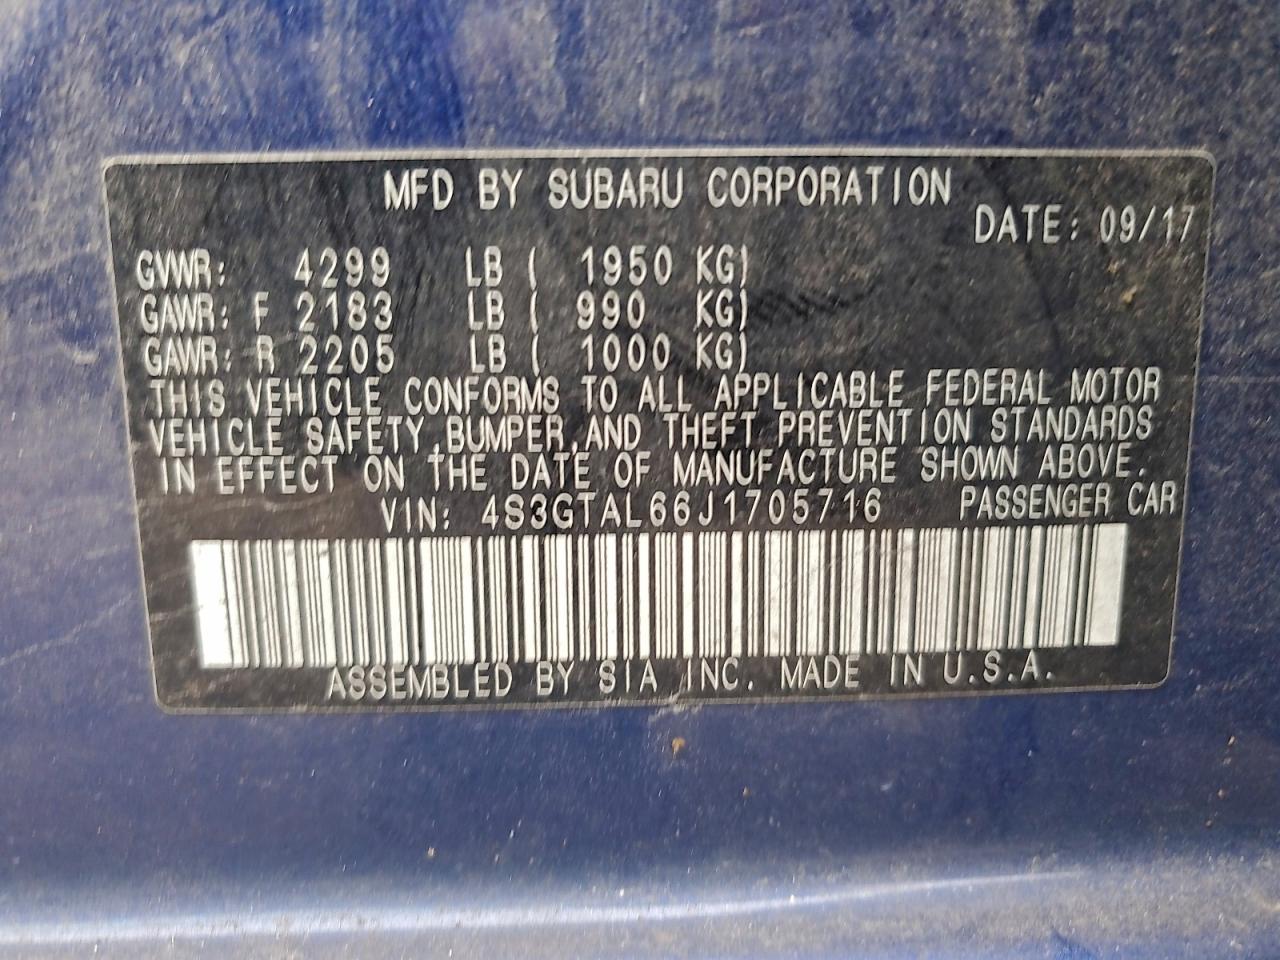 MFD BY SUBARU CORPORATION
DATE: 09/17
GVWR: 4299 LB ( 1950 KG)
GAWR: F 2183 LB ( 990 KG)
GAWR: R 2205 LB ( 1000 KG)
THIS VEHICLE CONFORMS TO ALL APPLICABLE FEDERAL MOTOR
VEHICLE SAFETY,BUMPER,AND THEFT PREVENTION STANDARDS
IN EFFECT ON THE DATE OF MANUFACTURE SHOWN ABOVE.
VIN: 4S3GTAL66J1705716 PASSENGER CAR
ASSEMBLED BY SIA INC. MADE IN U.S.A.